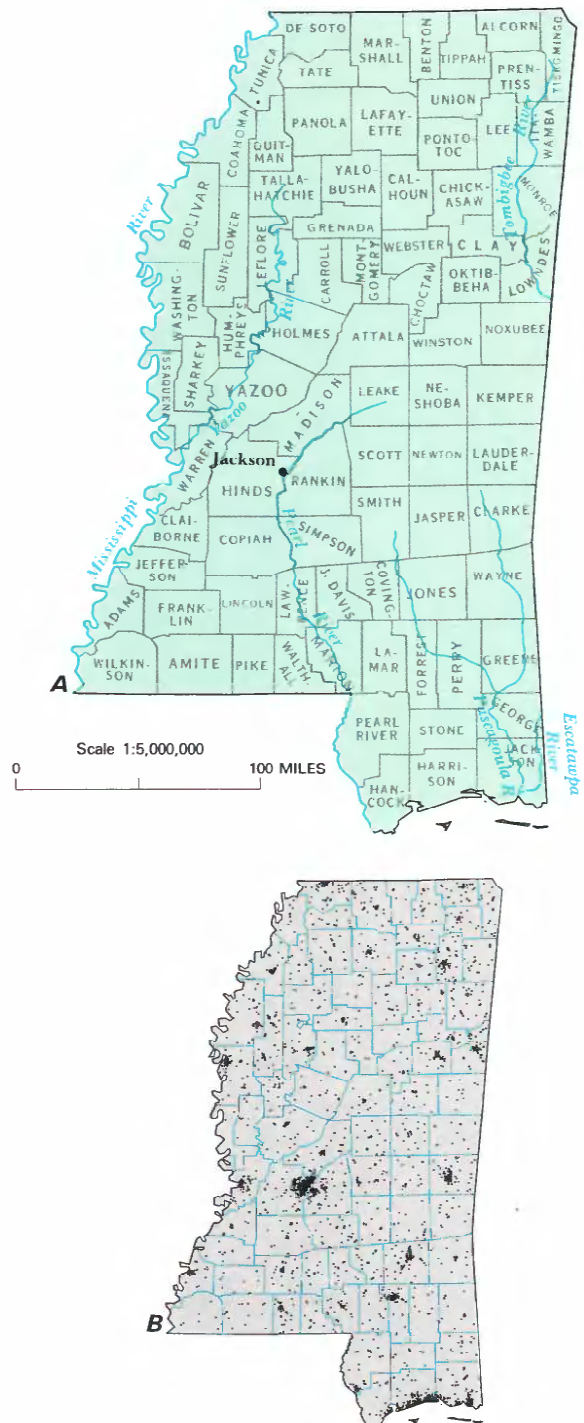 DE SOTO
MAR-
SHALL
BENTON
TIPPAH
ALCORN
TISHOMINGO
TUNICA
TATE
PREN-
TISS
UNION
PANOLA
LAFAY-
ETTE
LEE
ITA-
WAMBA
River
COAHOMA
QUIT-
MAN
PONTO-
TOC
YALO-
BUSHA
CAL-
HOUN
TALLA-
HATCHIE
CHICK-
ASAW
MONROE
Tombigbee
River
BOLIVAR
SUNFLOWER
GRENADA
LEFLORE
CARROLL
MONT-
GOMERY
WEBSTER
CLAY
OKTIB-
BEHA
LOWNDES
CHOCTAW
River
WASHING-
TON
HUM-
PHREYS
HOLMES
ATTALA
WINSTON
NOXUBEE
ISSAQUENA
SHARKEY
YAZOO
Yazoo
MADISON
LEAKE
NE-
SHOBA
KEMPER
WARREN
Jackson
SCOTT
NEWTON
LAUDER-
DALE
HINDS
RANKIN
SMITH
JASPER
CLARKE
Mississippi
CLAI-
BORNE
COPIAH
Pearl
SIMPSON
JEFFER-
SON
ADAMS
FRANK-
LIN
LINCOLN
LAW-
RENCE
J. DAVIS
COVING-
TON
JONES
WAYNE
River
WILKIN-
SON
AMITE
PIKE
WALTH-
ALL
MARION
LA-
MAR
FORREST
PERRY
GREENE
A
PEARL
RIVER
STONE
GEORGE
Pascagoula R
Escatawpa
River
JACK-
SON
HARRI-
SON
HAN-
COCK
Scale 1:5,000,000
0 100 MILES
B